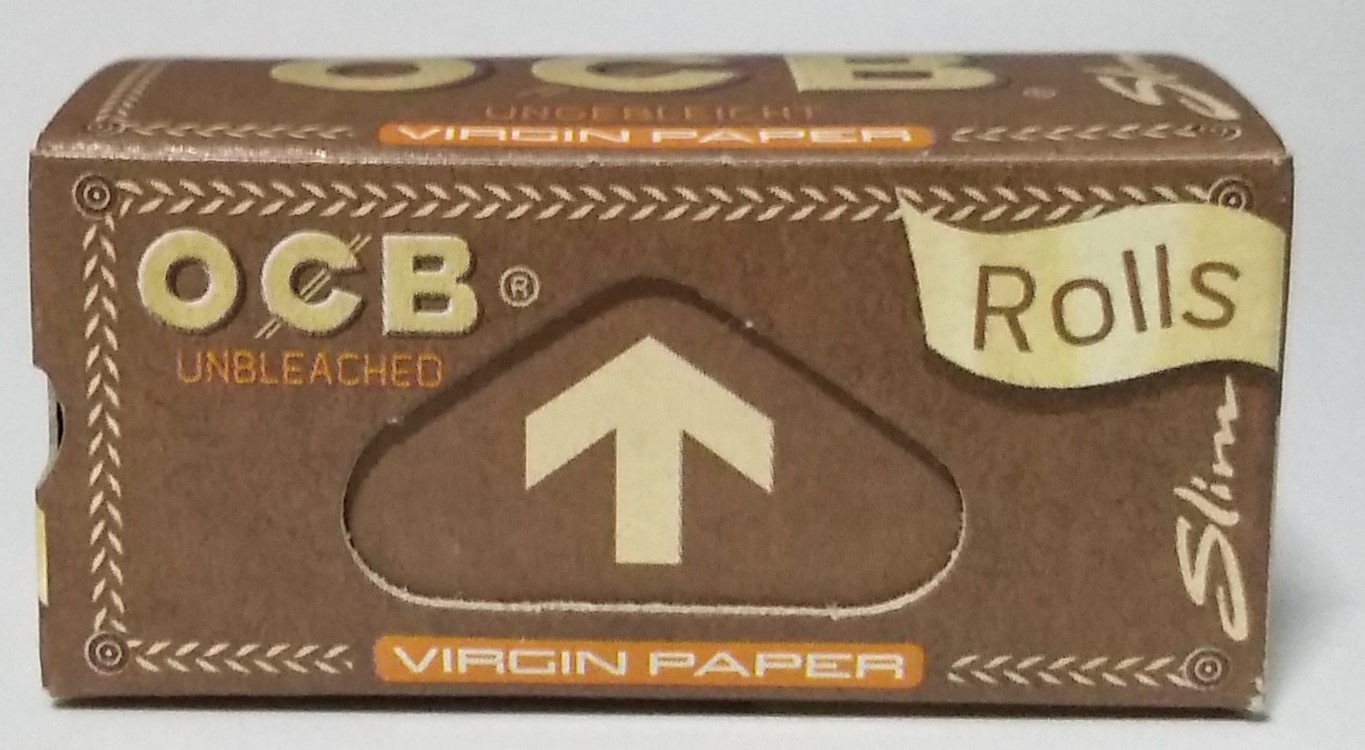 OCB ®
UNGEBLEICHT
VIRGIN PAPER
OCB ®
UNBLEACHED
Rolls
Slim
VIRGIN PAPER